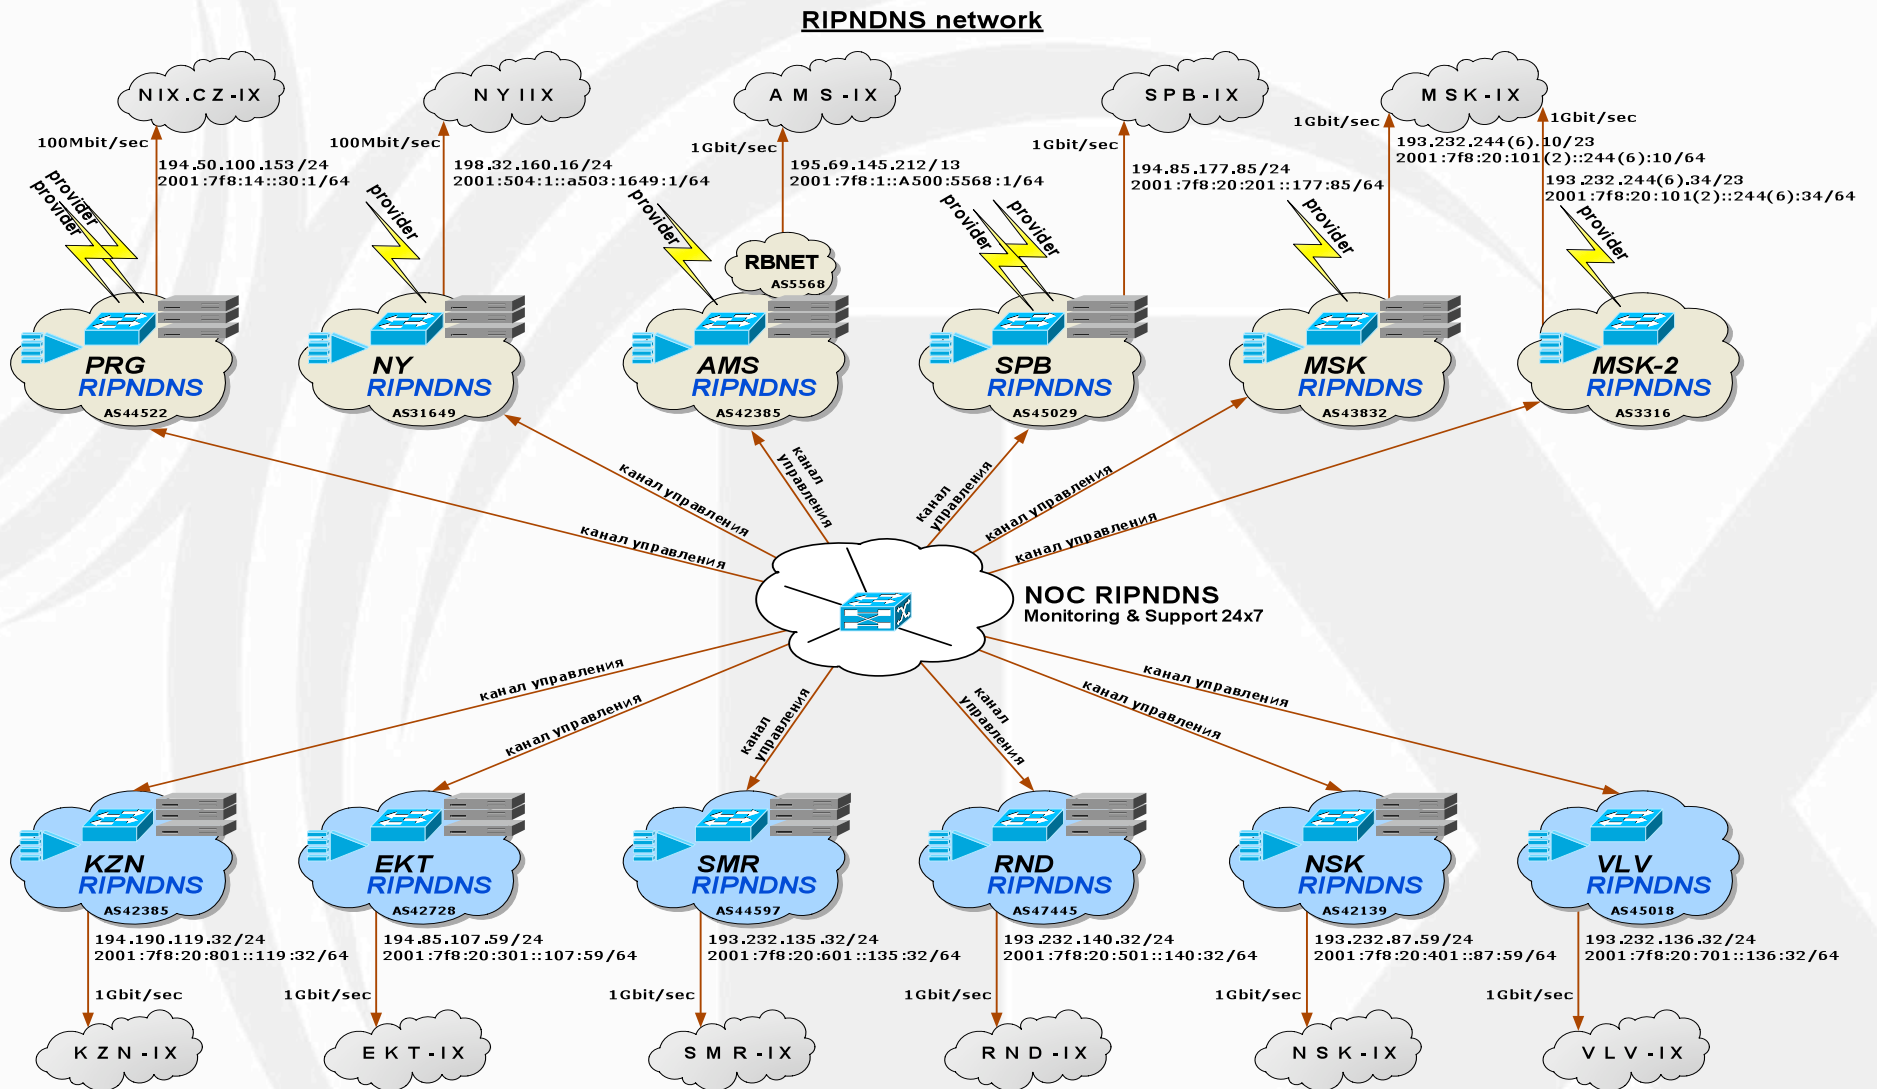 RIPNDNS network
NIX.CZ-IX
NYIIX
AMS-IX
SPB-IX
MSK-IX
100Mbit/sec
194.50.100.153/24
2001:7f8:14::30:1/64
100Mbit/sec
198.32.160.16/24
2001:504:1::a503:1649:1/64
1Gbit/sec
195.69.145.212/13
2001:7f8:1::A500:5568:1/64
1Gbit/sec
194.85.177.85/24
2001:7f8:20:201::177:85/64
1Gbit/sec
193.232.244(6).10/23
2001:7f8:20:101(2)::244(6):10/64
1Gbit/sec
193.232.244(6).34/23
2001:7f8:20:101(2)::244(6):34/64
provider
provider
provider
provider
provider
provider
provider
provider
RBNET
AS5568
PRG
RIPNDNS
AS44522
NY
RIPNDNS
AS31649
AMS
RIPNDNS
AS42385
SPB
RIPNDNS
AS45029
MSK
RIPNDNS
AS43832
MSK-2
RIPNDNS
AS3316
канал управления
канал управления
канал
управления
канал
управления
канал управления
канал управления
NOC RIPNDNS
Monitoring & Support 24x7
канал управления
канал управления
канал
управления
канал
управления
канал управления
канал управления
KZN
RIPNDNS
AS42385
EKT
RIPNDNS
AS42728
SMR
RIPNDNS
AS44597
RND
RIPNDNS
AS47445
NSK
RIPNDNS
AS42139
VLV
RIPNDNS
AS45018
194.190.119.32/24
2001:7f8:20:801::119:32/64
1Gbit/sec
194.85.107.59/24
2001:7f8:20:301::107:59/64
1Gbit/sec
193.232.135.32/24
2001:7f8:20:601::135:32/64
1Gbit/sec
193.232.140.32/24
2001:7f8:20:501::140:32/64
1Gbit/sec
193.232.87.59/24
2001:7f8:20:401::87:59/64
1Gbit/sec
193.232.136.32/24
2001:7f8:20:701::136:32/64
1Gbit/sec
KZN-IX
EKT-IX
SMR-IX
RND-IX
NSK-IX
VLV-IX